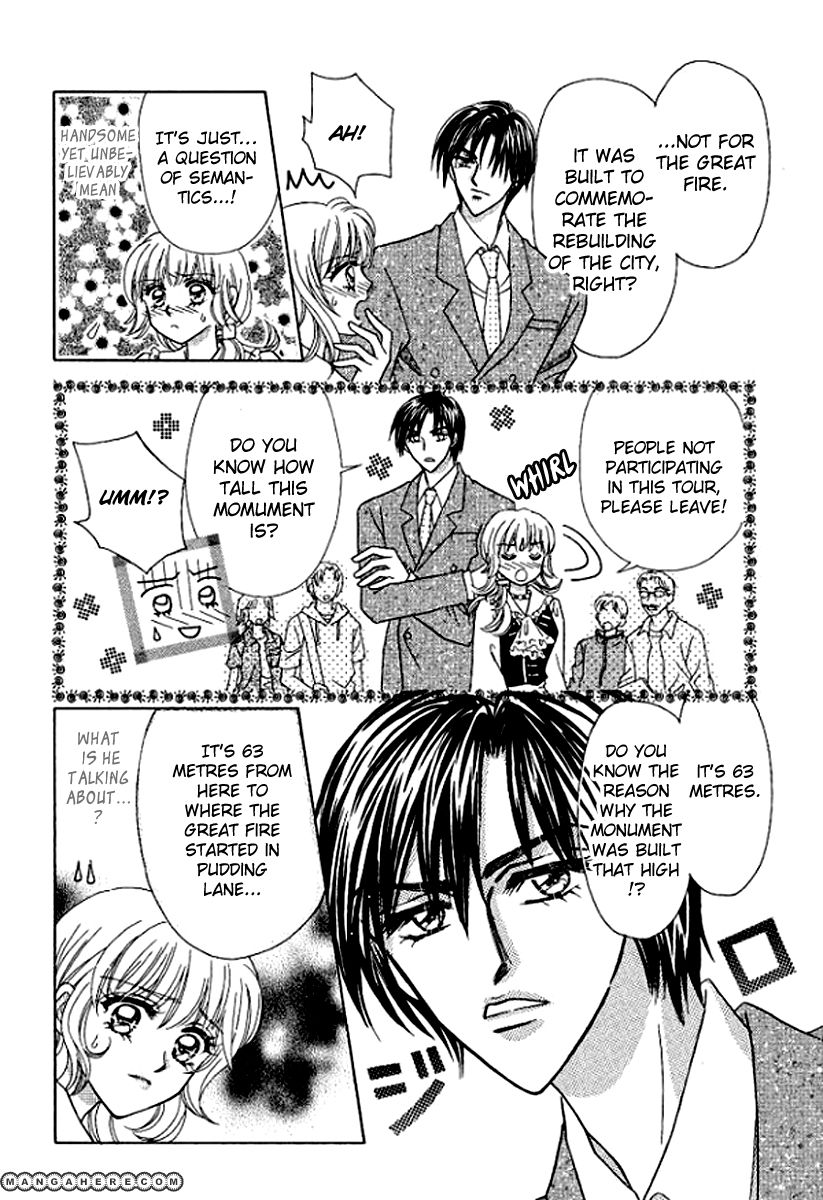 ...NOT FOR
THE GREAT
FIRE.
IT WAS
BUILT TO
COMMEMO-
RATE THE
REBUILDING
OF THE CITY,
RIGHT?
AH!
IT'S JUST...
A QUESTION
OF SEMAN-
TICS...!
HANDSOME
YET UNBE-
LIEVABLY
MEAN
PEOPLE NOT
PARTICIPATING
IN THIS TOUR,
PLEASE LEAVE!
WHIRL
DO YOU
KNOW HOW
TALL THIS
MOMUMENT
IS?
UMM!?
IT'S 63
METRES.
DO YOU
KNOW THE
REASON
WHY THE
MONUMENT
WAS BUILT
THAT HIGH
!?
ジロ
IT'S 63
METRES FROM
HERE TO
WHERE THE
GREAT FIRE
STARTED IN
PUDDING
LANE...
WHAT
IS HE
TALKING
ABOUT...
?
MANGAHERE.COM